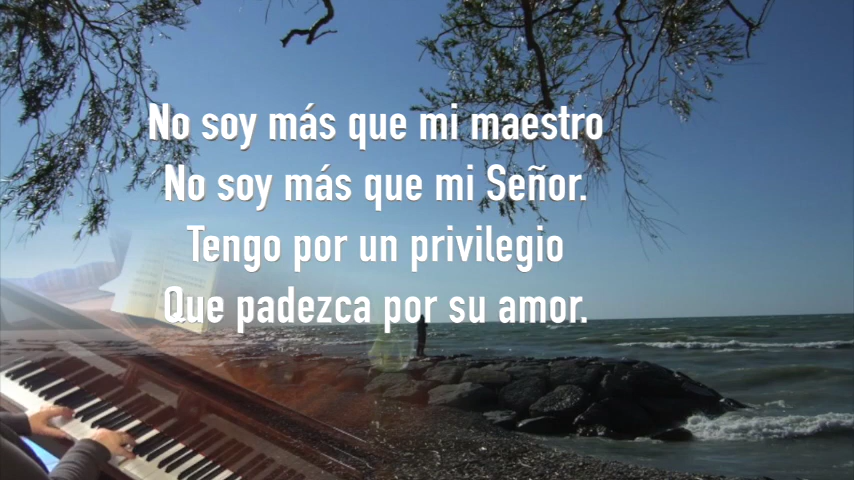 No soy más que mi maestro
No soy más que mi Señor.
Tengo por un privilegio
Que padezca por su amor.